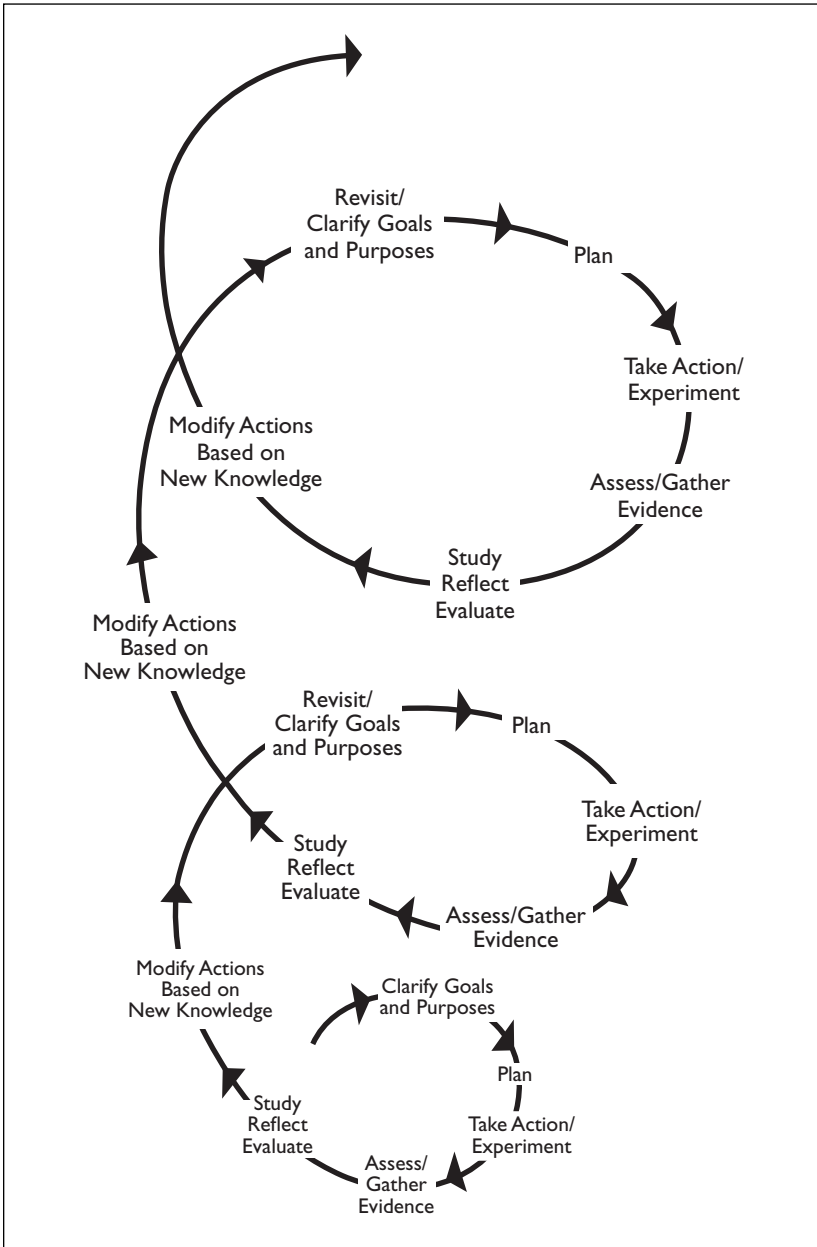 Revisit/
Clarify Goals
and Purposes
Plan
Take Action/
Experiment
Assess/Gather
Evidence
Study
Reflect
Evaluate
Modify Actions
Based on
New Knowledge
Modify Actions
Based on
New Knowledge
Revisit/
Clarify Goals
and Purposes
Plan
Take Action/
Experiment
Assess/Gather
Evidence
Study
Reflect
Evaluate
Modify Actions
Based on
New Knowledge
Clarify Goals
and Purposes
Plan
Take Action/
Experiment
Assess/
Gather
Evidence
Study
Reflect
Evaluate